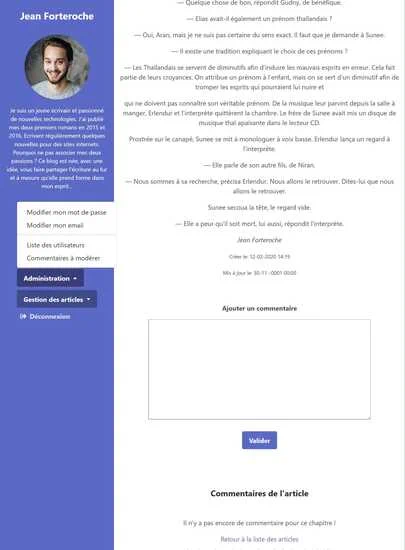 Jean Forteroche
Je suis un jeune écrivain et passionné
de nouvelles technologies. J'ai publié
mes deux premiers romans en 2015 et
2016. Ecrivant régulièrement quelques
nouvelles pour des sites internets.
Pourquoi ne pas associer mes deux
passions ? Ce blog est née, avec une
idée, vous faire partager l'écriture au fur
et à mesure qu'elle prend forme dans
mon esprit...
Modifier mon mot de passe
Modifier mon email
Liste des utilisateurs
Commentaires à modérer
Administration
Gestion des articles
Déconnexion
— Quelque chose de bon, répondit Gudny, de bénéfique.
— Elias avait-il également un prénom thaïlandais ?
— Oui, Aran, mais je ne suis pas certaine du sens exact. Il faut que je demande à Sunee.
— Il existe une tradition expliquant le choix de ces prénoms ?
— Les Thaïlandais se servent de diminutifs afin d'induire les mauvais esprits en erreur. Cela fait
partie de leurs croyances. On attribue un prénom à l'enfant, mais on se sert d'un diminutif afin de
tromper les esprits qui pourraient lui nuire et
qui ne doivent pas connaître son véritable prénom. De la musique leur parvint depuis la salle à
manger, Erlendur et l'interprète quittèrent la chambre. Le frère de Sunee avait mis un disque de
musique thaï apaisante dans le lecteur CD.
Prostrée sur le canapé, Sunee se mit à monologuer à voix basse. Erlendur lança un regard à
l'interprète.
— Elle parle de son autre fils, de Niran.
— Nous sommes à sa recherche, précisa Erlendur. Nous allons le retrouver. Dites-lui que nous
allons le retrouver.
Sunee secoua la tête, le regard vide.
— Elle a peur qu'il soit mort, lui aussi, répondit l'interprète.
Jean Forteroche
Créer le: 12-02-2020 14:15
Mis à jour le: 30-11--0001 00:00
Ajouter un commentaire
Valider
Commentaires de l'article
Il n'y a pas encore de commentaire pour ce chapitre !
Retour à la liste des articles